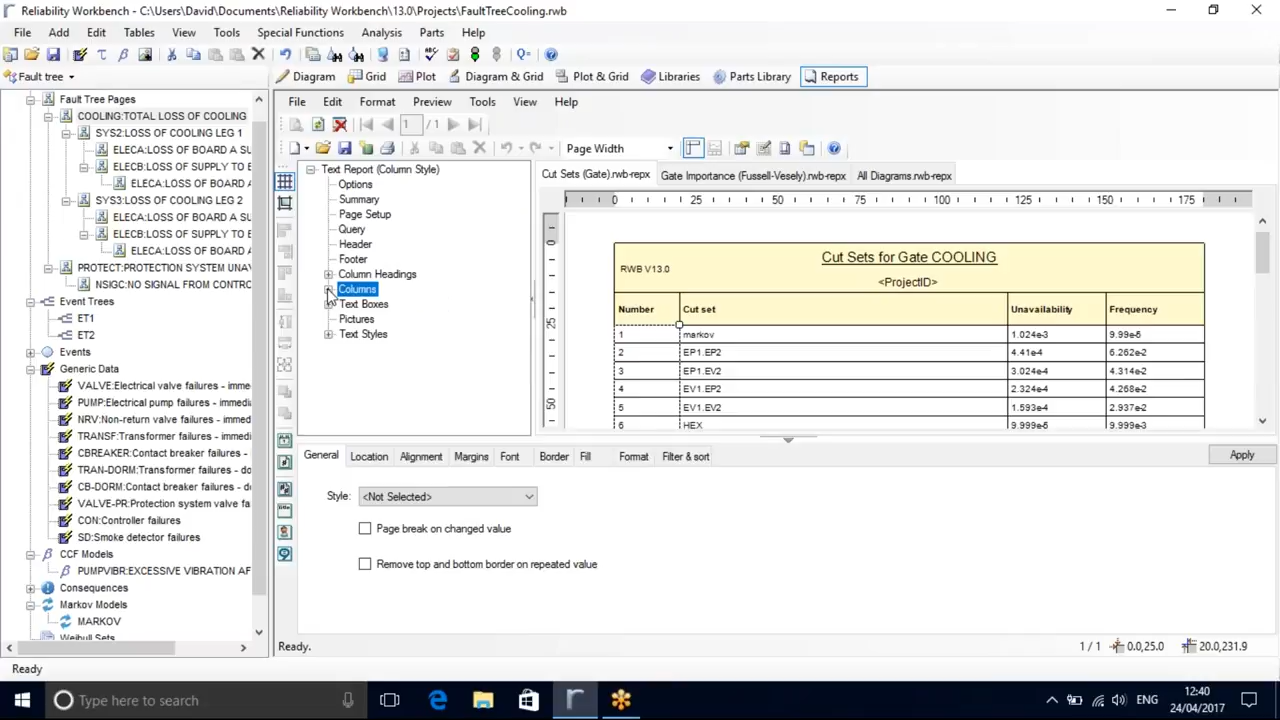 Reliability Workbench - C:\Users\David\Documents\Reliability Workbench\13.0\Projects\FaultTreeCooling.rwb
File Add Edit Tables View Tools Special Functions Analysis Parts Help
Fault tree
Diagram Grid Plot Diagram & Grid Plot & Grid Libraries Parts Library Reports
Fault Tree Pages
COOLING:TOTAL LOSS OF COOLING
SYS2:LOSS OF COOLING LEG 1
ELECA:LOSS OF BOARD A SU
ELECB:LOSS OF SUPPLY TO E
ELECA:LOSS OF BOARD A
SYS3:LOSS OF COOLING LEG 2
ELECA:LOSS OF BOARD A SU
ELECB:LOSS OF SUPPLY TO E
ELECA:LOSS OF BOARD A
PROTECT:PROTECTION SYSTEM UNAV
NSIGC:NO SIGNAL FROM CONTRO
Event Trees
ET1
ET2
Events
Generic Data
VALVE:Electrical valve failures - imme
PUMP:Electrical pump failures - imme
NRV:Non-return valve failures - imme
TRANSF:Transformer failures - immedi
CBREAKER:Contact breaker failures -
TRAN-DORM:Transformer failures - do
CB-DORM:Contact breaker failures - do
VALVE-PR:Protection system valve fa
CON:Controller failures
SD:Smoke detector failures
CCF Models
PUMPVIBR:EXCESSIVE VIBRATION AF
Consequences
Markov Models
MARKOV
Weibull Sets
File Edit Format Preview Tools View Help
1 / 1
Page Width
Text Report (Column Style)
Options
Summary
Page Setup
Query
Header
Footer
Column Headings
Columns
Text Boxes
Pictures
Text Styles
Cut Sets (Gate).rwb-repx Gate Importance (Fussell-Vesely).rwb-repx All Diagrams.rwb-repx
0 25 50 75 100 125 150 175
0
25
50
RWB V13.0
Cut Sets for Gate COOLING
<ProjectID>
Number Cut set Unavailability Frequency
1 markov 1.024e-3 9.99e-5
2 EP1.EP2 4.41e-4 6.262e-2
3 EP1.EV2 3.024e-4 4.314e-2
4 EV1.EP2 2.324e-4 4.268e-2
5 EV1.EV2 1.593e-4 2.937e-2
6 HEX 9.999e-5 9.999e-3
General Location Alignment Margins Font Border Fill Format Filter & sort Apply
Style: <Not Selected>
Page break on changed value
Remove top and bottom border on repeated value
Ready. 1 / 1 0.0,25.0 20.0,231.9
Ready
Type here to search
ENG
12:40
24/04/2017